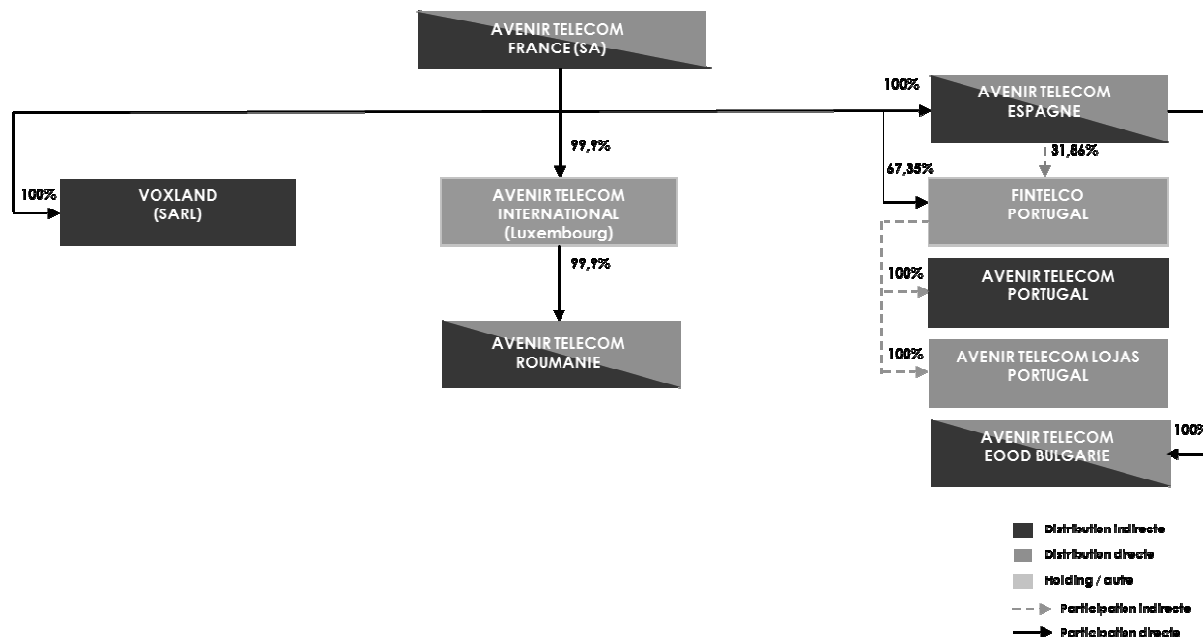 AVENIR TELECOM
FRANCE (SA)
100%
AVENIR TELECOM
ESPAGNE
99,9%
31,86%
67,35%
100%
VOXLAND
(SARL)
AVENIR TELECOM
INTERNATIONAL
(Luxembourg)
FINTELCO
PORTUGAL
99,9%
100%
AVENIR TELECOM
PORTUGAL
AVENIR TELECOM
ROUMANIE
100%
AVENIR TELECOM LOJAS
PORTUGAL
AVENIR TELECOM
EOOD BULGARIE
100%
Distribution indirecte
Distribution directe
Holding / autre
Participation indirecte
Participation directe